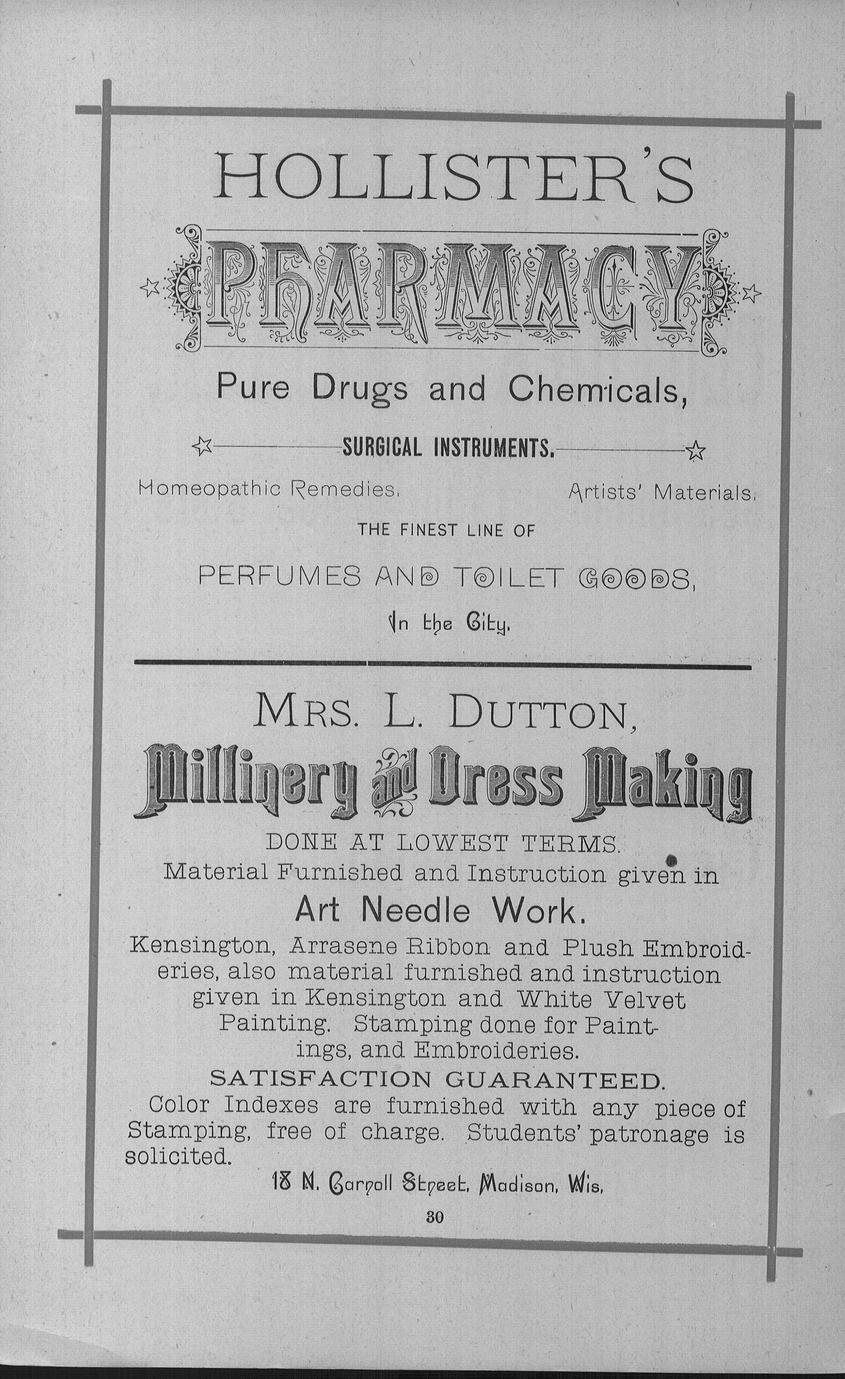 HOLLISTER'S
PHARMACY
Pure Drugs and Chemicals,
SURGICAL INSTRUMENTS.
Homeopathic Remedies, Artists' Materials,
THE FINEST LINE OF
PERFUMES AND TOILET GOODS,
In the City.
MRS. L. DUTTON,
Millinery and Dress Making
DONE AT LOWEST TERMS.
Material Furnished and Instruction given in
Art Needle Work.
Kensington, Arrasene Ribbon and Plush Embroid-
eries, also material furnished and instruction
given in Kensington and White Velvet
Painting. Stamping done for Paint-
ings, and Embroideries.
SATISFACTION GUARANTEED.
Color Indexes are furnished with any piece of
Stamping, free of charge. Students' patronage is
solicited.
18 N. Carroll Street, Madison, Wis.
30